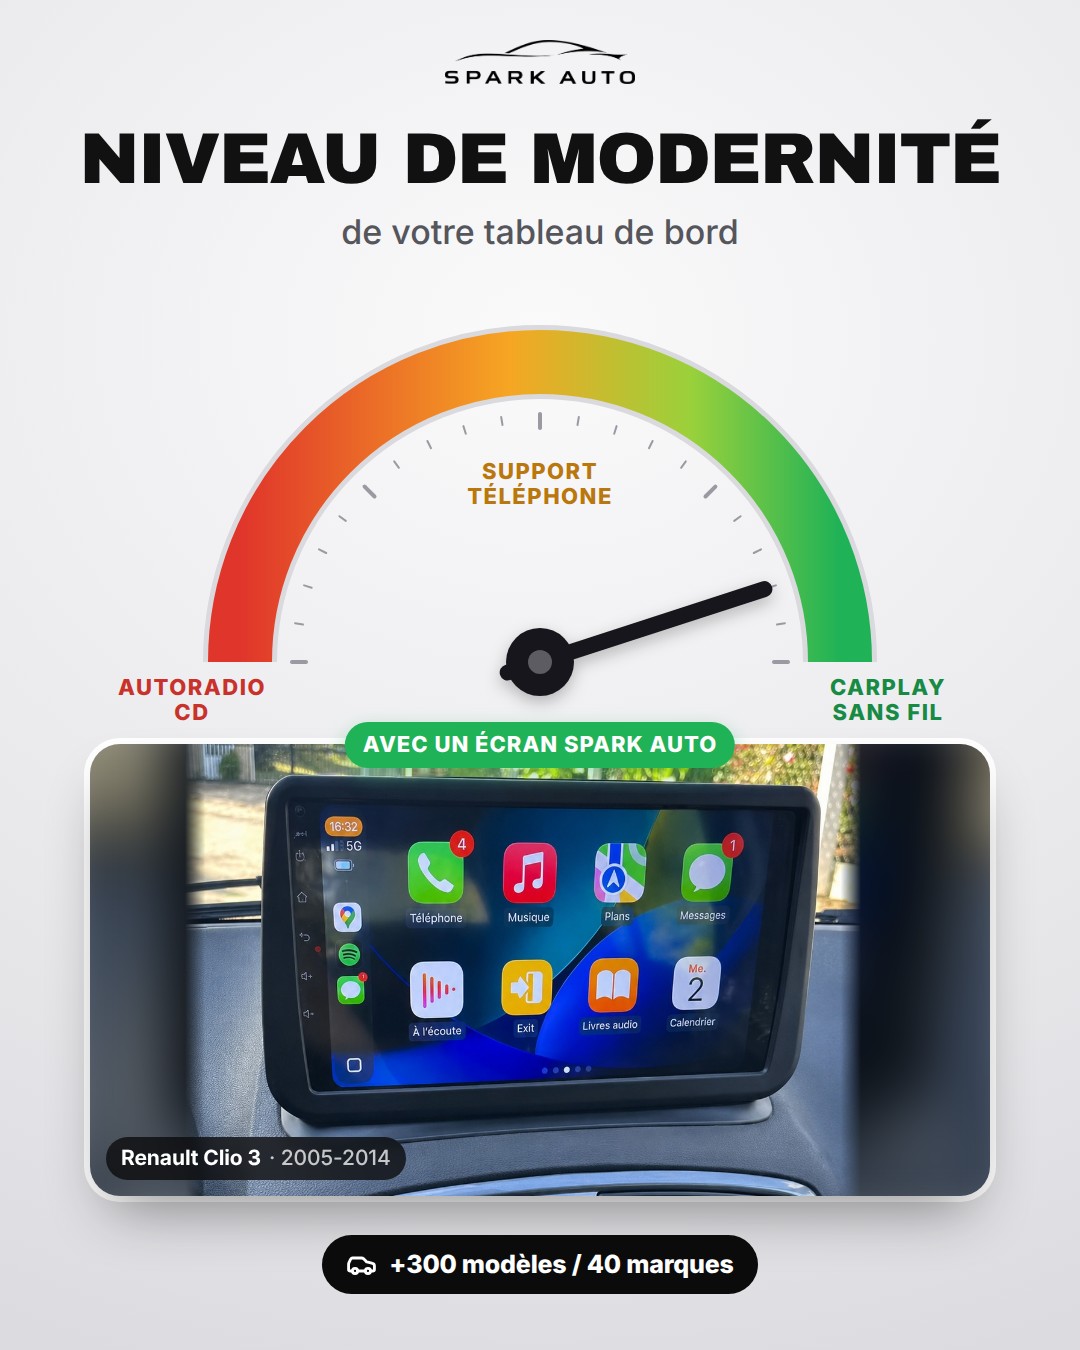 SPARK AUTO
NIVEAU DE MODERNITÉ
de votre tableau de bord
SUPPORT
TÉLÉPHONE
AUTORADIO
CD
CARPLAY
SANS FIL
AVEC UN ÉCRAN SPARK AUTO
16:32
5G
4
1
Téléphone
Musique
Plans
Messages
Me.
2
À l'écoute
Exit
Livres audio
Calendrier
Renault Clio 3 · 2005-2014
+300 modèles / 40 marques